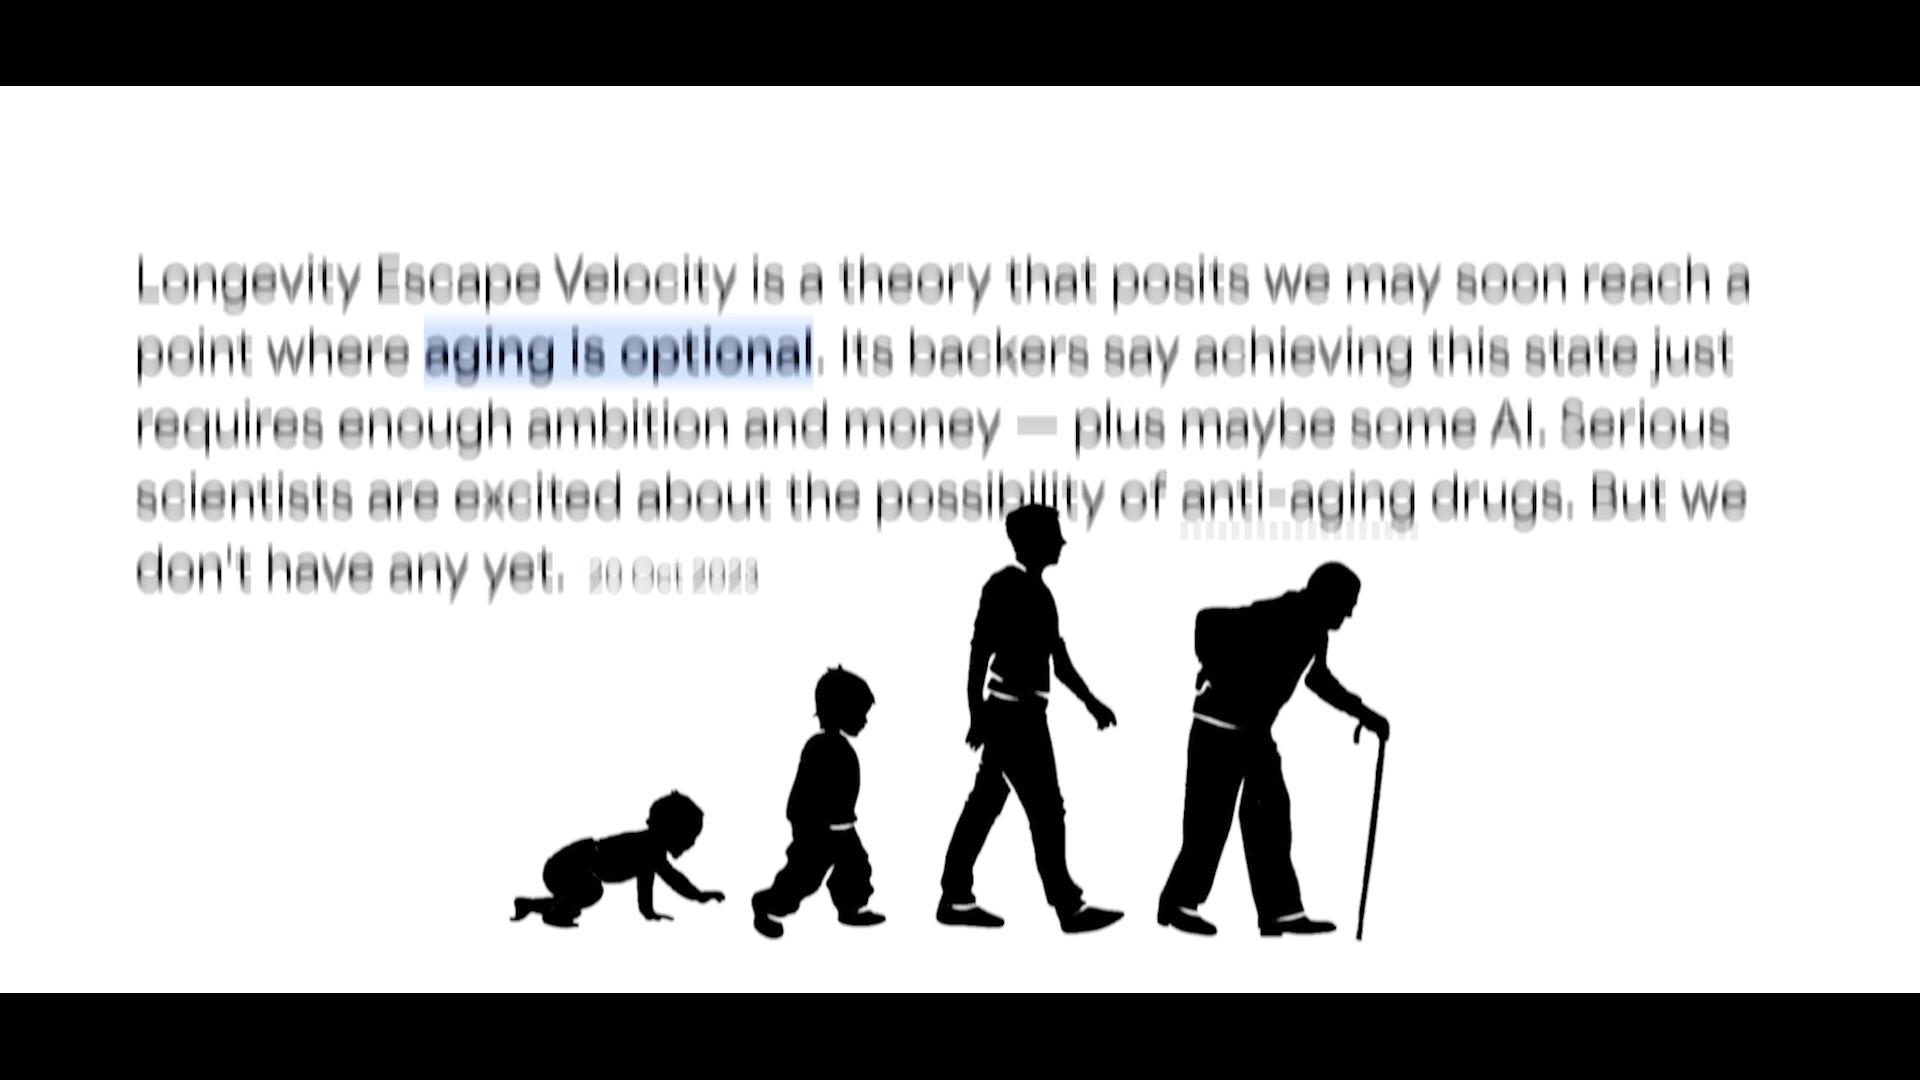 Longevity Escape Velocity is a theory that posits we may soon reach a
point where aging is optional. Its backers say achieving this state just
requires enough ambition and money — plus maybe some AI. Serious
scientists are excited about the possibility of anti-aging drugs. But we
don't have any yet. 20 Oct 2023